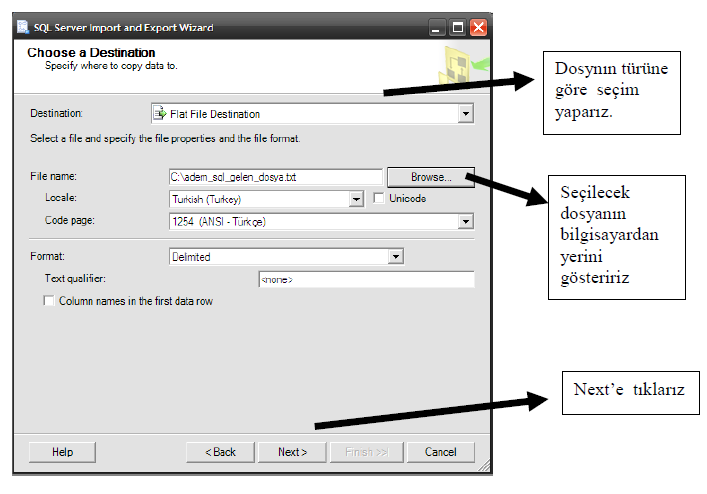 SQL Server Import and Export Wizard
Choose a Destination
Specify where to copy data to.
Destination:
Flat File Destination
Select a file and specify the file properties and the file format.
File name:
C:\adem_sql_gelen_dosya.txt
Browse...
Locale:
Turkish (Turkey)
Unicode
Code page:
1254 (ANSI - Türkçe)
Format:
Delimited
Text qualifier:
<none>
Column names in the first data row
Help
< Back
Next >
Finish >>|
Cancel
Dosynın türüne
göre seçim
yaparız.
Seçilecek
dosyanın
bilgisayardan
yerini
gösteririz
Next’e tıklarız